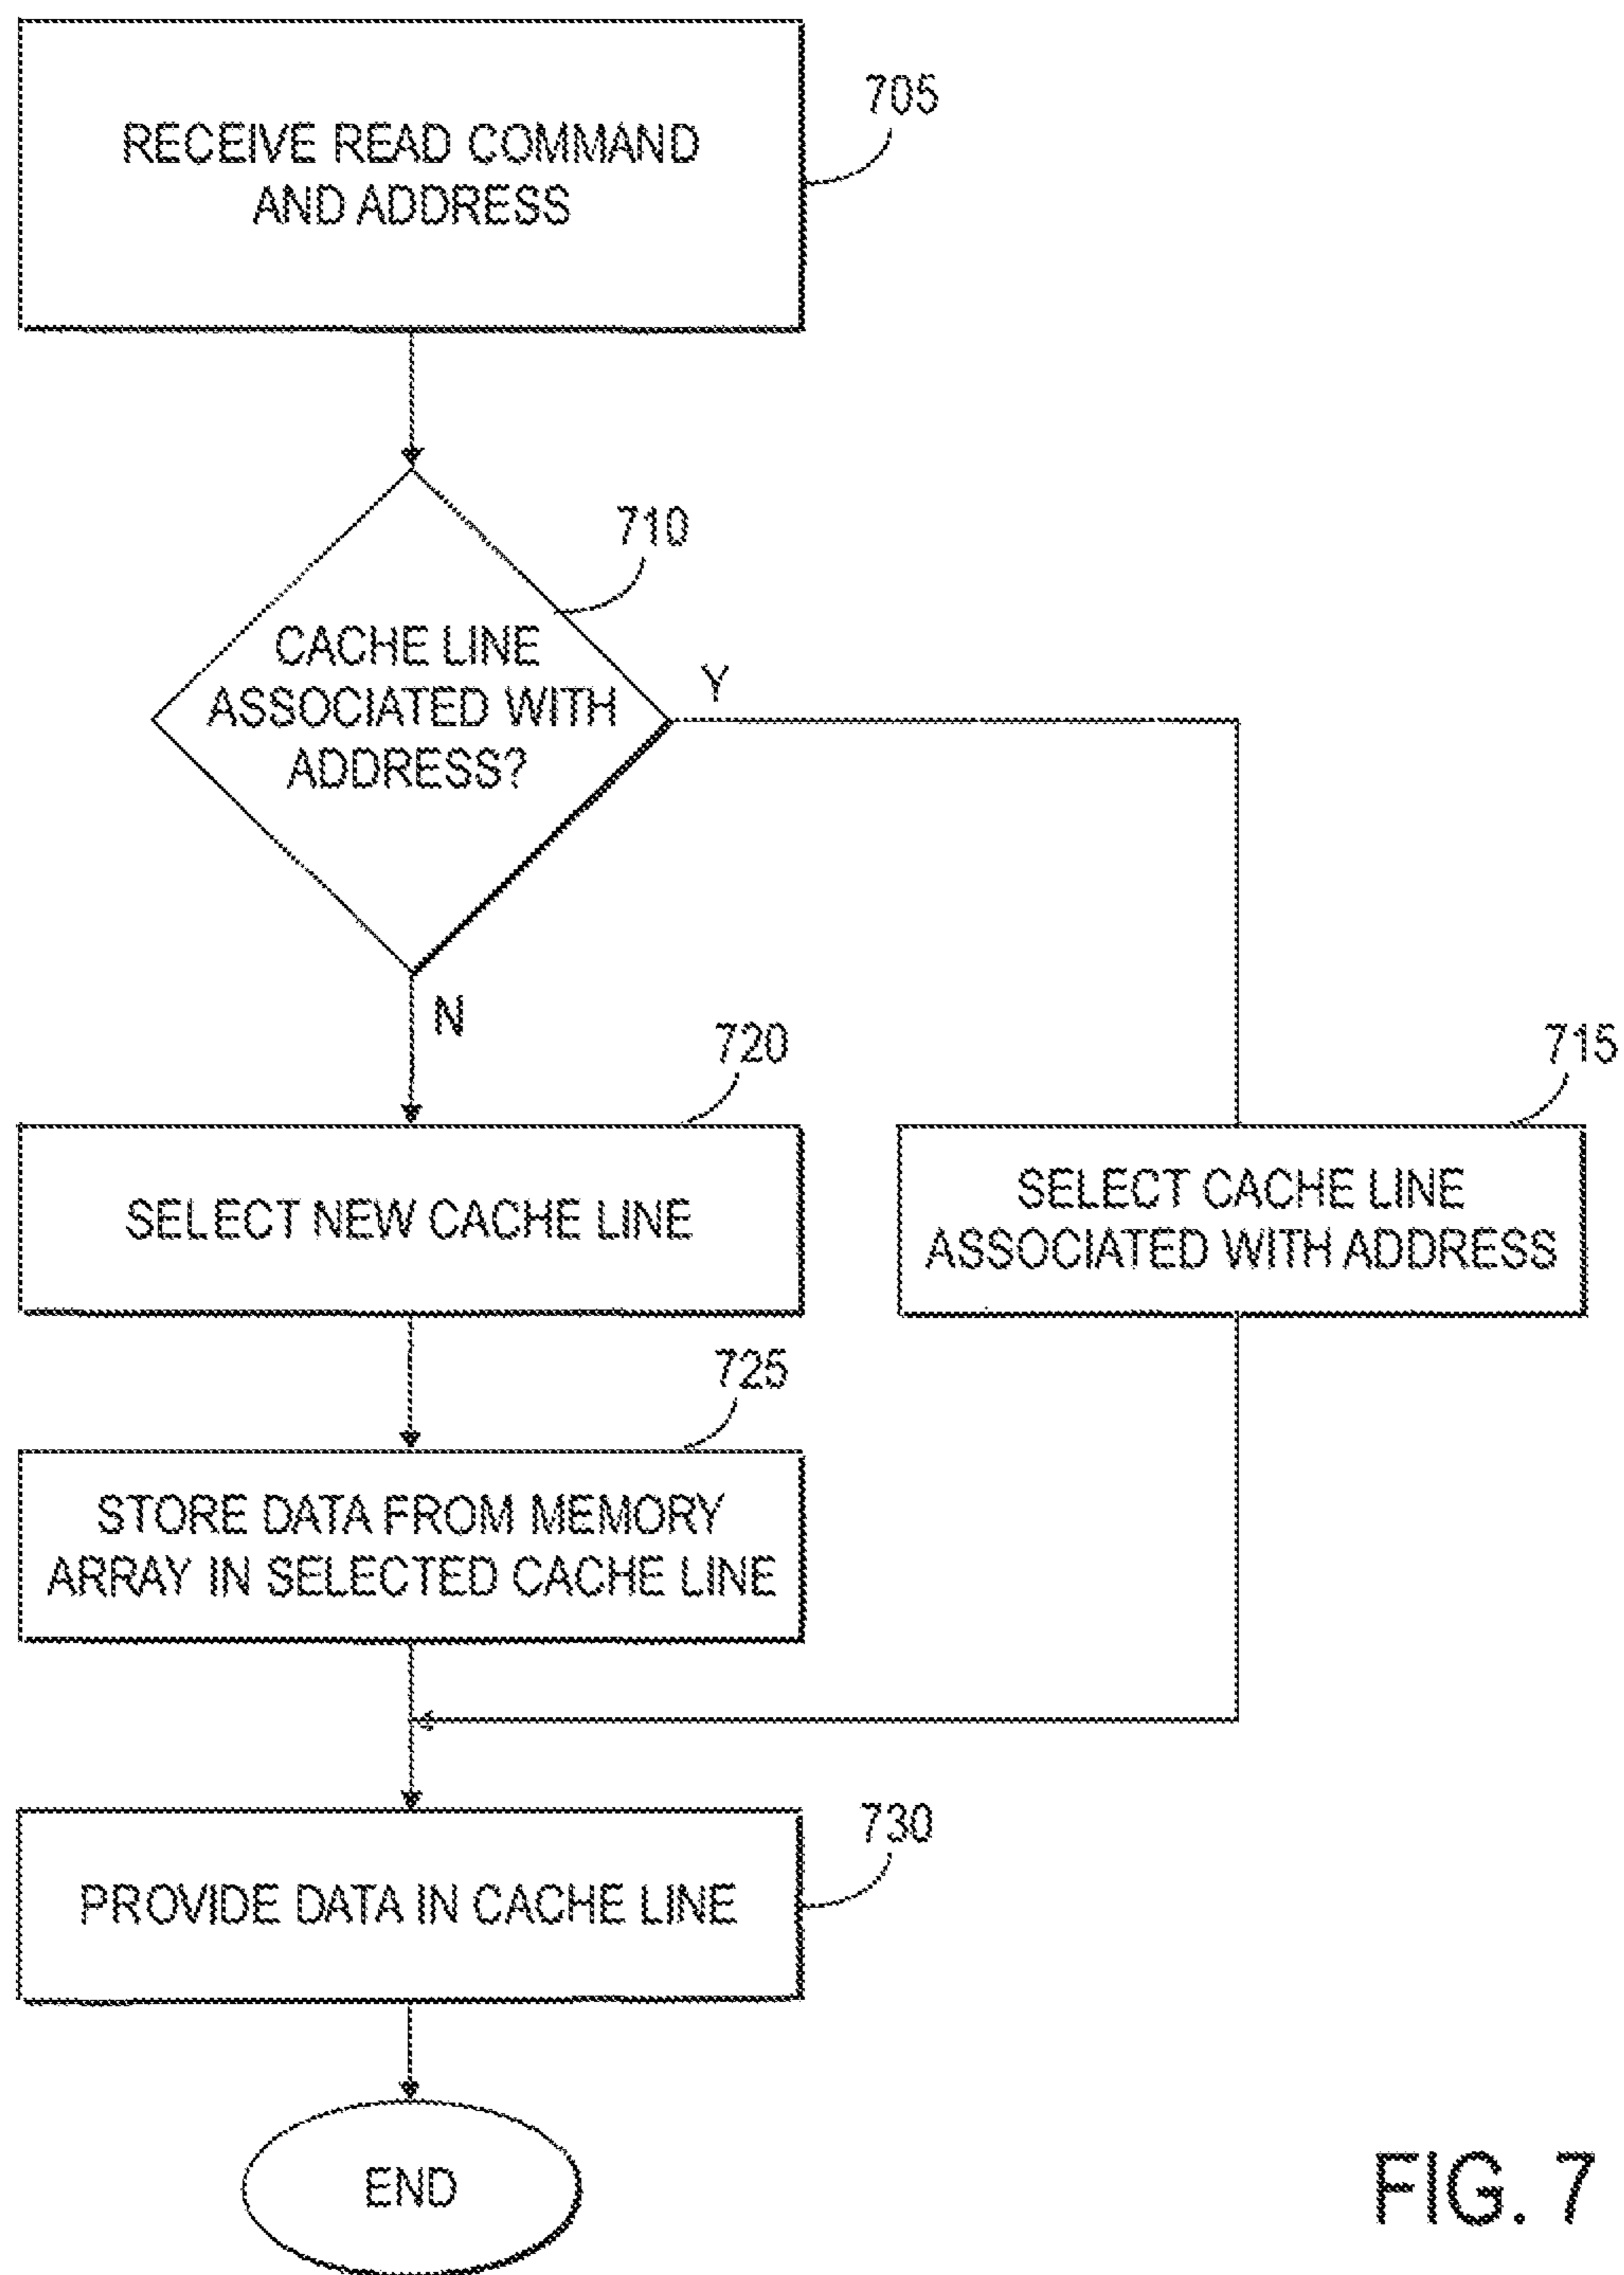 705
RECEIVE READ COMMAND
AND ADDRESS
710
CACHE LINE
ASSOCIATED WITH
ADDRESS?
Y
N
720
SELECT NEW CACHE LINE
715
SELECT CACHE LINE
ASSOCIATED WITH ADDRESS
725
STORE DATA FROM MEMORY
ARRAY IN SELECTED CACHE LINE
730
PROVIDE DATA IN CACHE LINE
END
FIG. 7